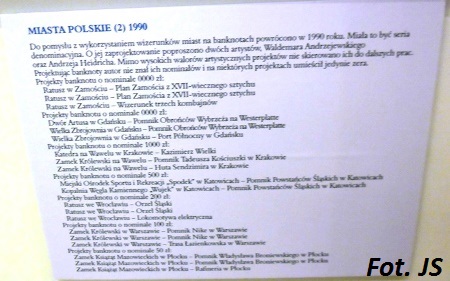 MIASTA POLSKIE (2) 1990
Do pomysłu z wykorzystaniem wizerunków miast na banknotach powrócono w 1990 roku. Miała to być seria
denominacyjna. O jej zaprojektowanie poproszono dwóch artystów, Waldemara Andrzejewskiego
oraz Andrzeja Heidricha. Mimo wysokich walorów artystycznych projektów nie skierowano ich do dalszych prac.
Projektując banknoty autor nie znał ich nominałów i na niektórych projektach umieścił jedynie zera.
Projekty banknotu o nominale 0000 zł:
Ratusz w Zamościu – Plan Zamościa z XVII-wiecznego sztychu
Ratusz w Zamościu – Plan Zamościa z XVII-wiecznego sztychu
Ratusz w Zamościu – Wizerunek trzech kombajnów
Projekty banknotu o nominale 0000 zł:
Dwór Artusa w Gdańsku – Pomnik Obrońców Wybrzeża na Westerplatte
Wielka Zbrojownia w Gdańsku – Pomnik Obrońców Wybrzeża na Westerplatte
Wielka Zbrojownia w Gdańsku – Port Północny w Gdańsku
Projekty banknotu o nominale 1000 zł:
Katedra na Wawelu w Krakowie – Kazimierz Wielki
Zamek Królewski na Wawelu – Pomnik Tadeusza Kościuszki w Krakowie
Zamek Królewski na Wawelu – Huta Sendzimira w Krakowie
Projekty banknotu o nominale 500 zł:
Miejski Ośrodek Sportu i Rekreacji „Spodek" w Katowicach – Pomnik Powstańców Śląskich w Katowicach
Kopalnia Węgla Kamiennego „Wujek" w Katowicach – Pomnik Powstańców Śląskich w Katowicach
Projekty banknotu o nominale 200 zł:
Ratusz we Wrocławiu – Orzeł Śląski
Ratusz we Wrocławiu – Orzeł Śląski
Ratusz we Wrocławiu – Lokomotywa elektryczna
Projekty banknotu o nominale 100 zł:
Zamek Królewski w Warszawie – Pomnik Nike w Warszawie
Zamek Królewski w Warszawie – Pomnik Nike w Warszawie
Zamek Królewski w Warszawie – Trasa Łazienkowska w Warszawie
Projekty banknotu o nominale 50 zł:
Zamek Książąt Mazowieckich w Płocku – Pomnik Władysława Broniewskiego w Płocku
Zamek Książąt Mazowieckich w Płocku – Pomnik Władysława Broniewskiego w Płocku
Zamek Książąt Mazowieckich w Płocku – Rafineria w Płocku
Fot. JS